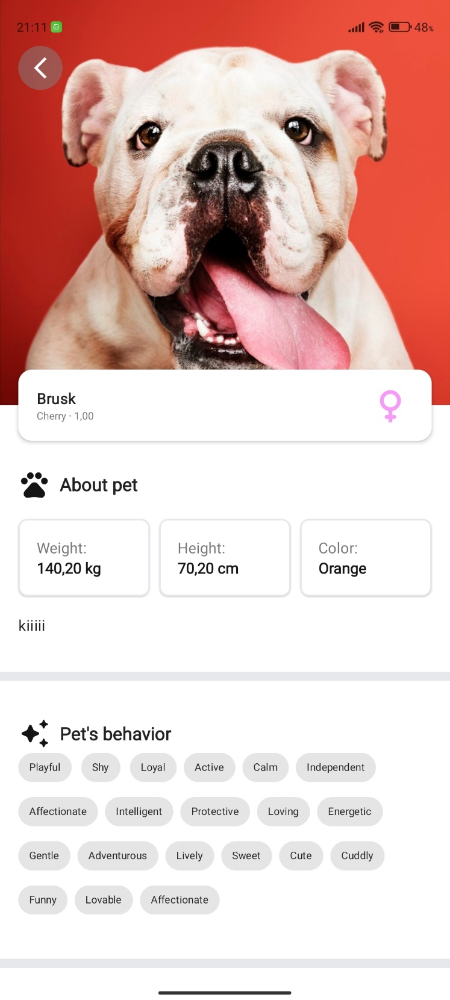 21:11 48%
Brusk
Cherry · 1,00
About pet
Weight: Height: Color:
140,20 kg 70,20 cm Orange
kiiiii
Pet's behavior
Playful Shy Loyal Active Calm Independent
Affectionate Intelligent Protective Loving Energetic
Gentle Adventurous Lively Sweet Cute Cuddly
Funny Lovable Affectionate